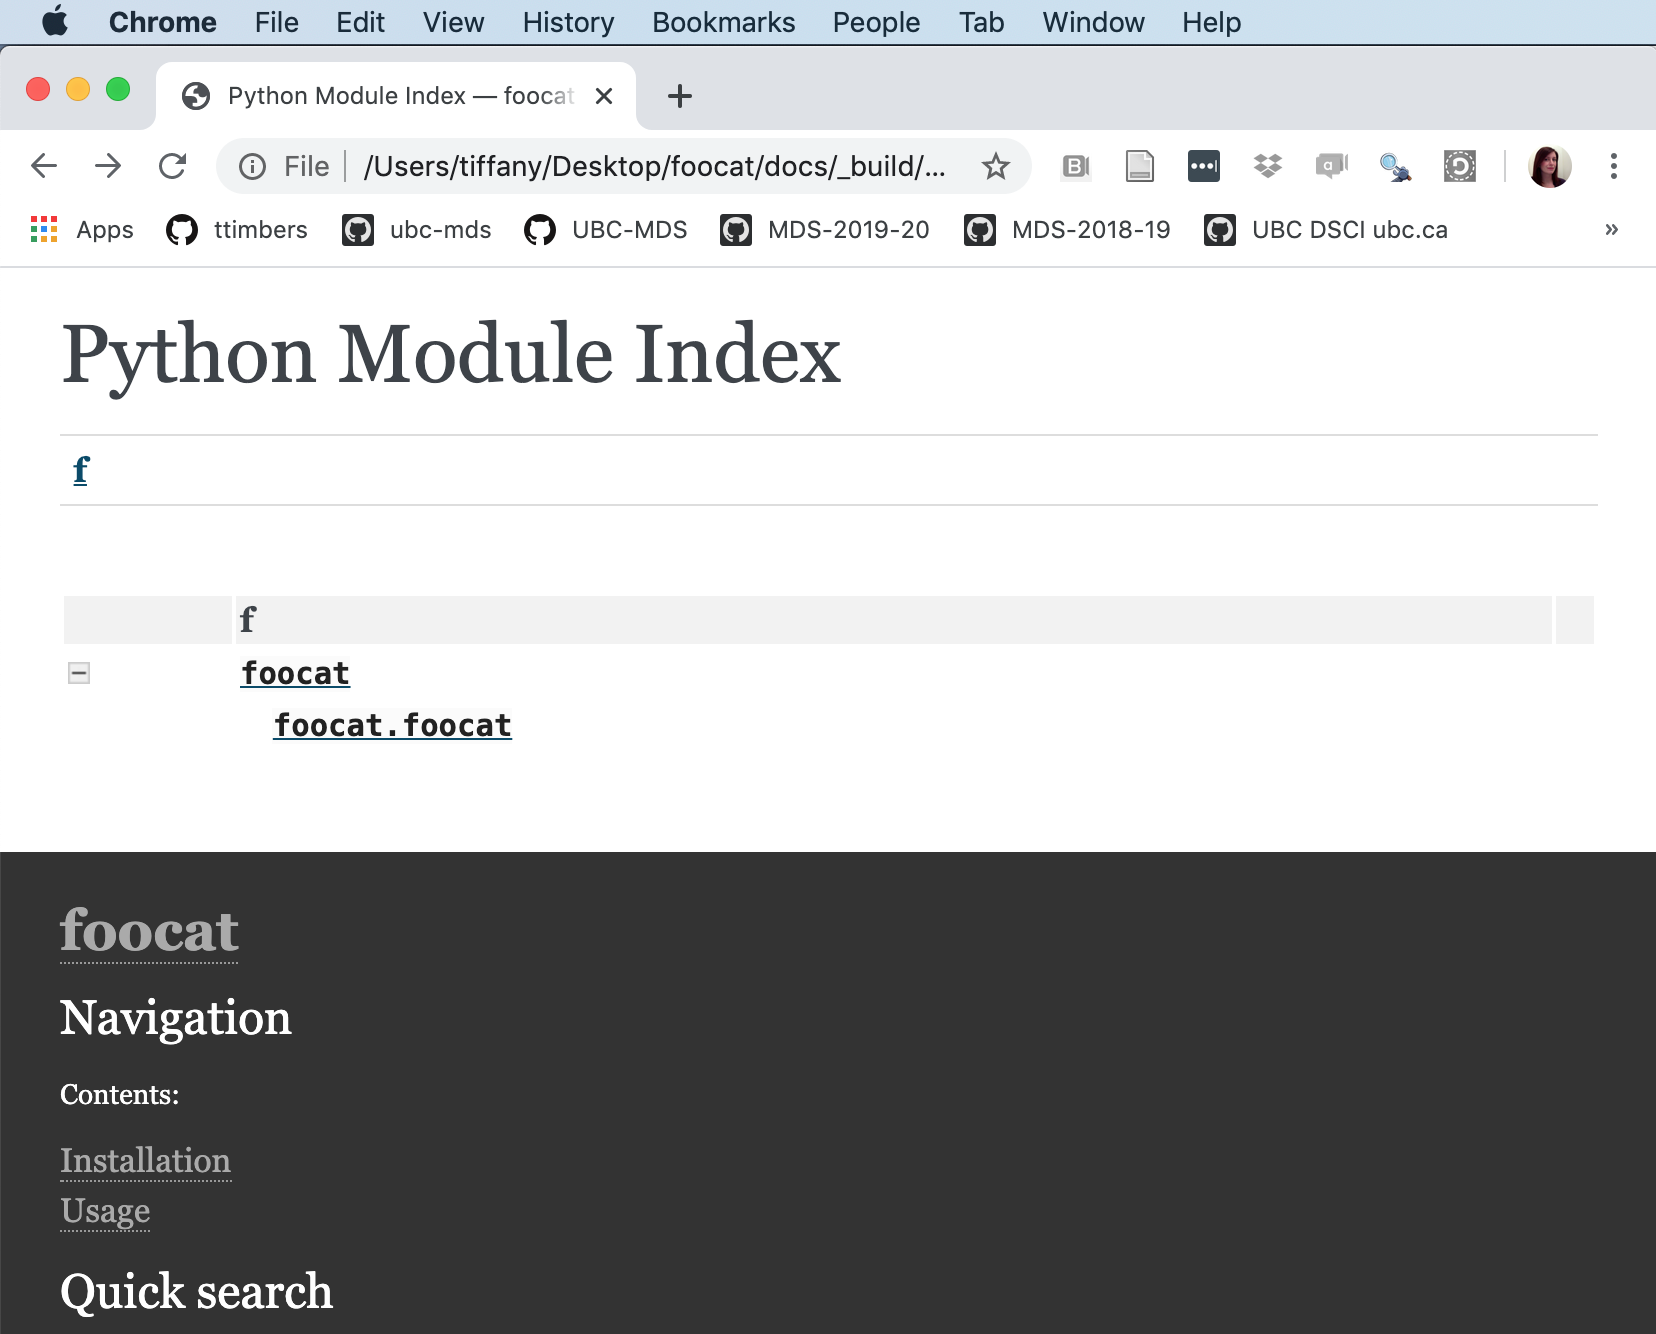 Chrome File Edit View History Bookmarks People Tab Window Help
Python Module Index — foocat
File /Users/tiffany/Desktop/foocat/docs/_build/...
Apps ttimbers ubc-mds UBC-MDS MDS-2019-20 MDS-2018-19 UBC DSCI ubc.ca »
Python Module Index
f
f
foocat
foocat.foocat
foocat
Navigation
Contents:
Installation
Usage
Quick search